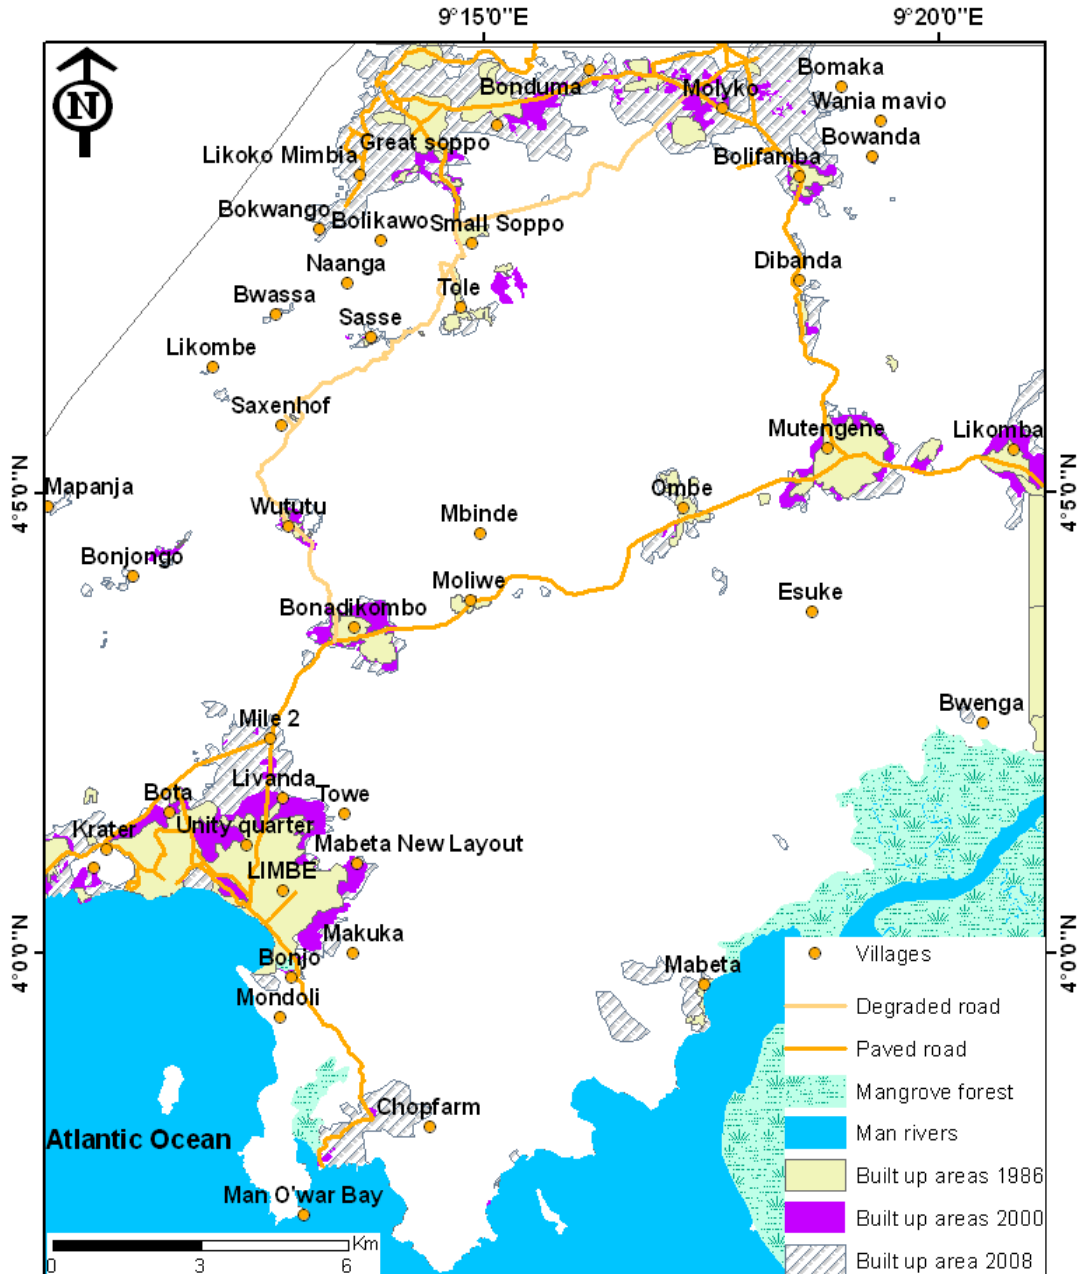 9°15'0"E
9°20'0"E
N
Bomaka
Bonduma
Molyko
Wania mavio
Great soppo
Bowanda
Likoko Mimbia
Bolifamba
Bokwango
Bolikawo
Small Soppo
Naanga
Dibanda
Bwassa
Tole
Sasse
Likombe
Saxenhof
Mutengene
Likomba
4°5'0"N
4°5'0"N
Mapanja
Ombe
Wututu
Mbinde
Bonjongo
Moliwe
Esuke
Bonadikombo
Bwenga
Mile 2
Livanda
Bota
Towe
Krater
Unity quarter
Mabeta New Layout
LIMBE
Makuka
4°0'0"N
4°0'0"N
Bonjo
Mabeta
Mondoli
Chopfarm
Atlantic Ocean
Man O'war Bay
Villages
Degraded road
Paved road
Mangrove forest
Man rivers
Built up areas 1986
Built up areas 2000
Built up area 2008
Km
0 3 6